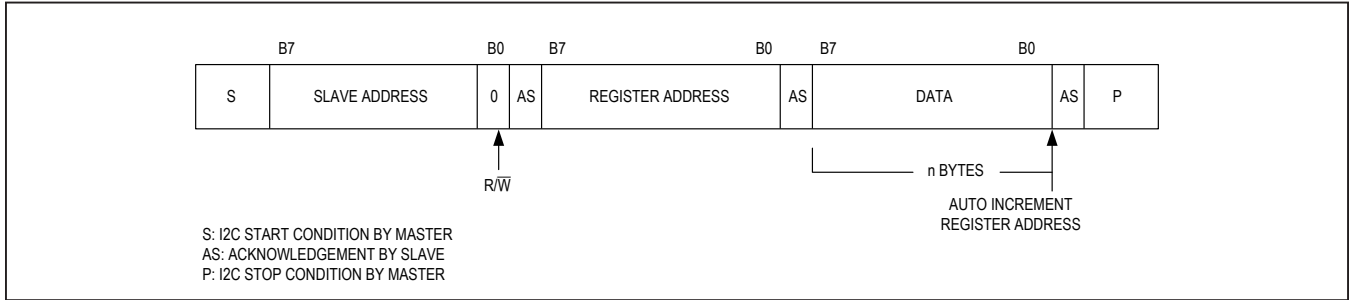 B7 B0 B7 B0 B7 B0
S SLAVE ADDRESS 0 AS REGISTER ADDRESS AS DATA AS P
R/W̅
n BYTES
AUTO INCREMENT
REGISTER ADDRESS
S: I2C START CONDITION BY MASTER
AS: ACKNOWLEDGEMENT BY SLAVE
P: I2C STOP CONDITION BY MASTER